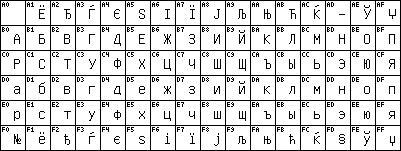 A0 A1 A2 A3 A4 A5 A6 A7 A8 A9 AA AB AC AD AE AF
Ё Ђ Ѓ Є Ѕ І Ї Ј Љ Њ Ћ Ќ - Ў Џ
B0 B1 B2 B3 B4 B5 B6 B7 B8 B9 BA BB BC BD BE BF
А Б В Г Д Е Ж З И Й К Л М Н О П
C0 C1 C2 C3 C4 C5 C6 C7 C8 C9 CA CB CC CD CE CF
Р С Т У Ф Х Ц Ч Ш Щ Ъ Ы Ь Э Ю Я
D0 D1 D2 D3 D4 D5 D6 D7 D8 D9 DA DB DC DD DE DF
а б в г д е ж з и й к л м н о п
E0 E1 E2 E3 E4 E5 E6 E7 E8 E9 EA EB EC ED EE EF
р с т у ф х ц ч ш щ ъ ы ь э ю я
F0 F1 F2 F3 F4 F5 F6 F7 F8 F9 FA FB FC FD FE FF
№ ё ђ ѓ є ѕ і ї ј љ њ ћ ќ § ў џ